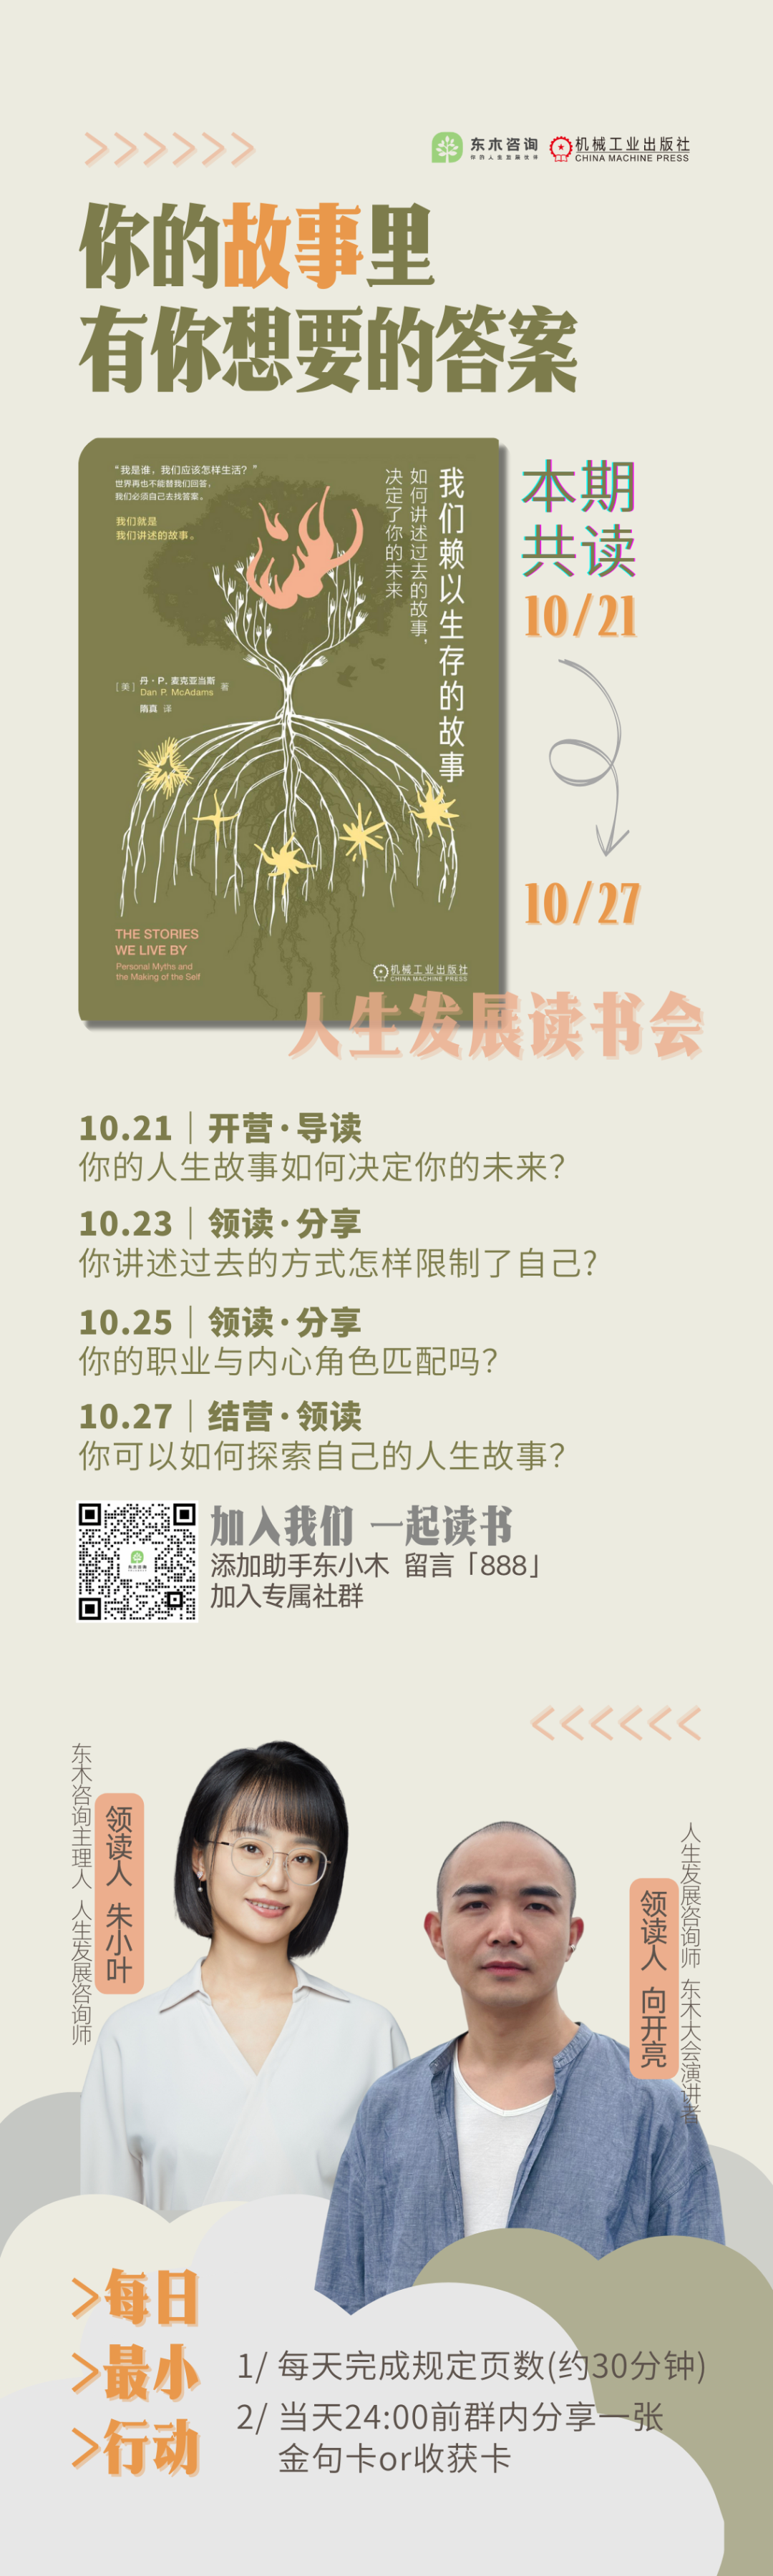 >>>>>>
东木咨询
你的人生发展伙伴
机械工业出版社
CHINA MACHINE PRESS
你的故事里
有你想要的答案
“我是谁，我们应该怎样生活？”
世界再也不能替我们回答，
我们必须自己去找答案。
我们就是
我们讲述的故事。
我们赖以生存的故事
如何讲述过去的故事，
决定了你的未来
[美] 丹·P. 麦克亚当斯 著
Dan P. McAdams
隋真 译
THE STORIES
WE LIVE BY
Personal Myths and
the Making of the Self
机械工业出版社
CHINA MACHINE PRESS
本期
共读
10/21
10/27
人生发展读书会
10.21｜开营·导读
你的人生故事如何决定你的未来？
10.23｜领读·分享
你讲述过去的方式怎样限制了自己？
10.25｜领读·分享
你的职业与内心角色匹配吗？
10.27｜结营·领读
你可以如何探索自己的人生故事？
东木咨询
加入我们 一起读书
添加助手东小木 留言「888」
加入专属社群
<<<<<<
东木咨询主理人 人生发展咨询师
领读人 朱小叶
领读人 向开亮
人生发展咨询师 东木大会演讲者
>每日
>最小
>行动
1/ 每天完成规定页数(约30分钟)
2/ 当天24:00前群内分享一张
金句卡or收获卡